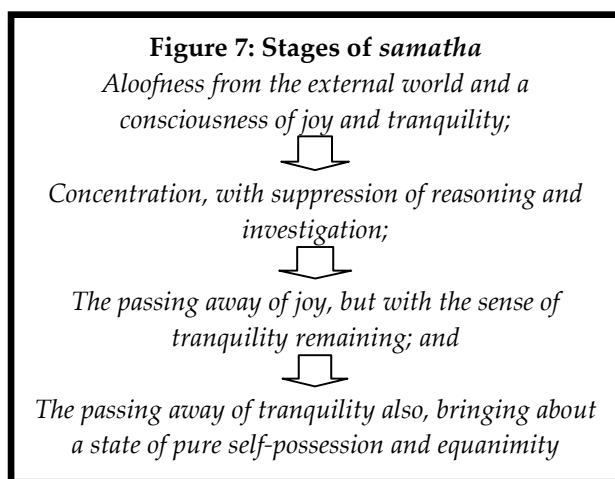 Figure 7: Stages of samatha
Aloofness from the external world and a
consciousness of joy and tranquility;
Concentration, with suppression of reasoning and
investigation;
The passing away of joy, but with the sense of
tranquility remaining; and
The passing away of tranquility also, bringing about
a state of pure self-possession and equanimity